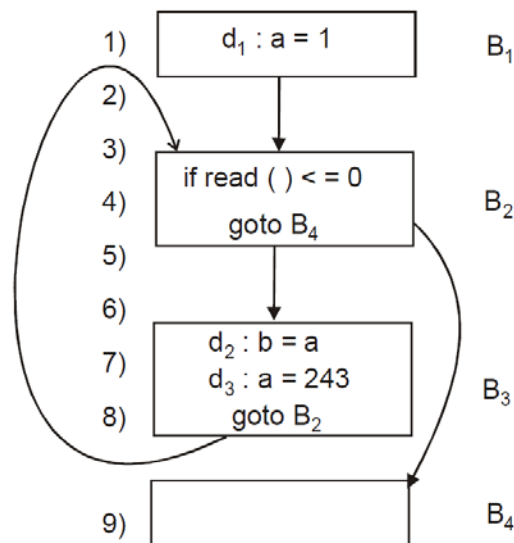 1) d₁ : a = 1 B₁
2)
3)
if read ( ) < = 0
4) B₂
goto B₄
5)
6)
d₂ : b = a
7)
d₃ : a = 243
B₃
8) goto B₂
9) B₄